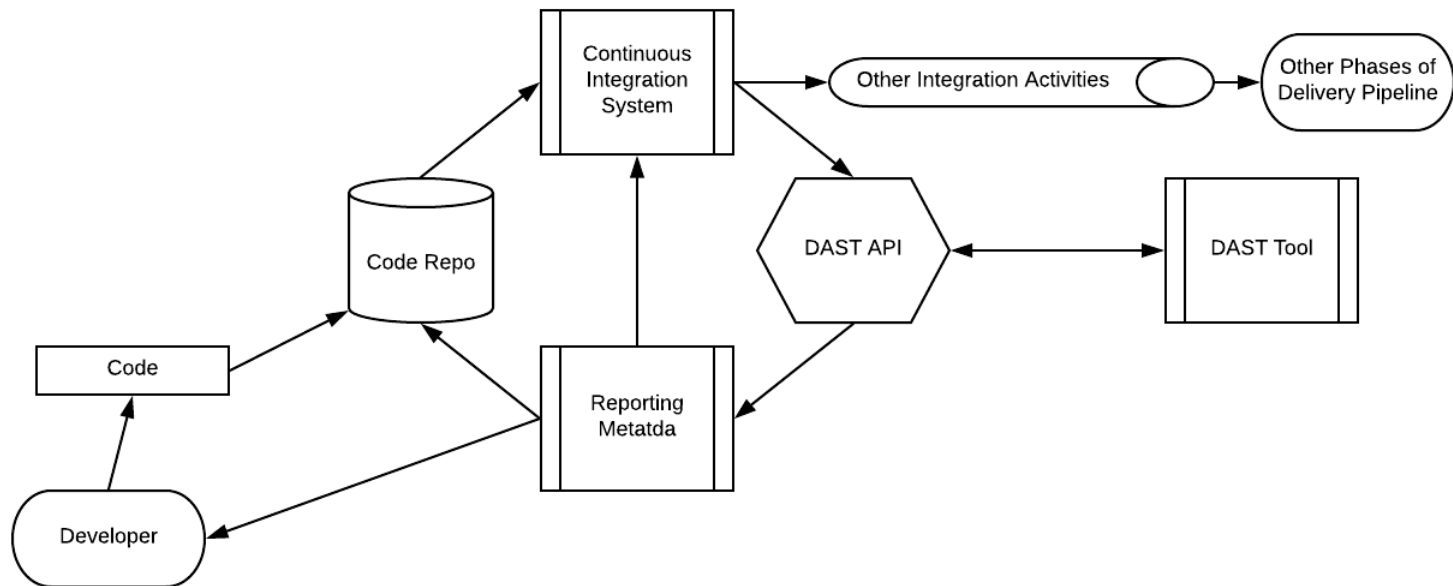 Continuous
Integration
System
Other Integration Activities
Other Phases of
Delivery Pipeline
Code Repo
DAST API
DAST Tool
Code
Reporting
Metatda
Developer